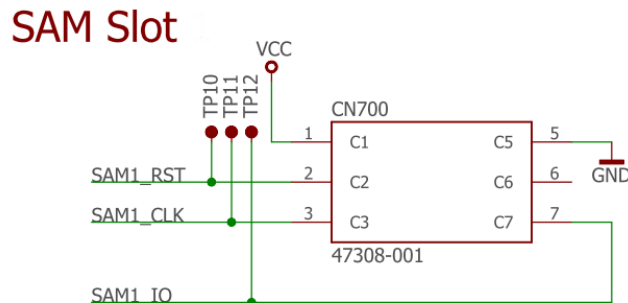 SAM Slot
VCC
TP10
TP11
TP12
CN700
1 C1 C5 5
GND
SAM1_RST 2 C2 C6 6
SAM1_CLK 3 C3 C7 7
47308-001
SAM1_IO